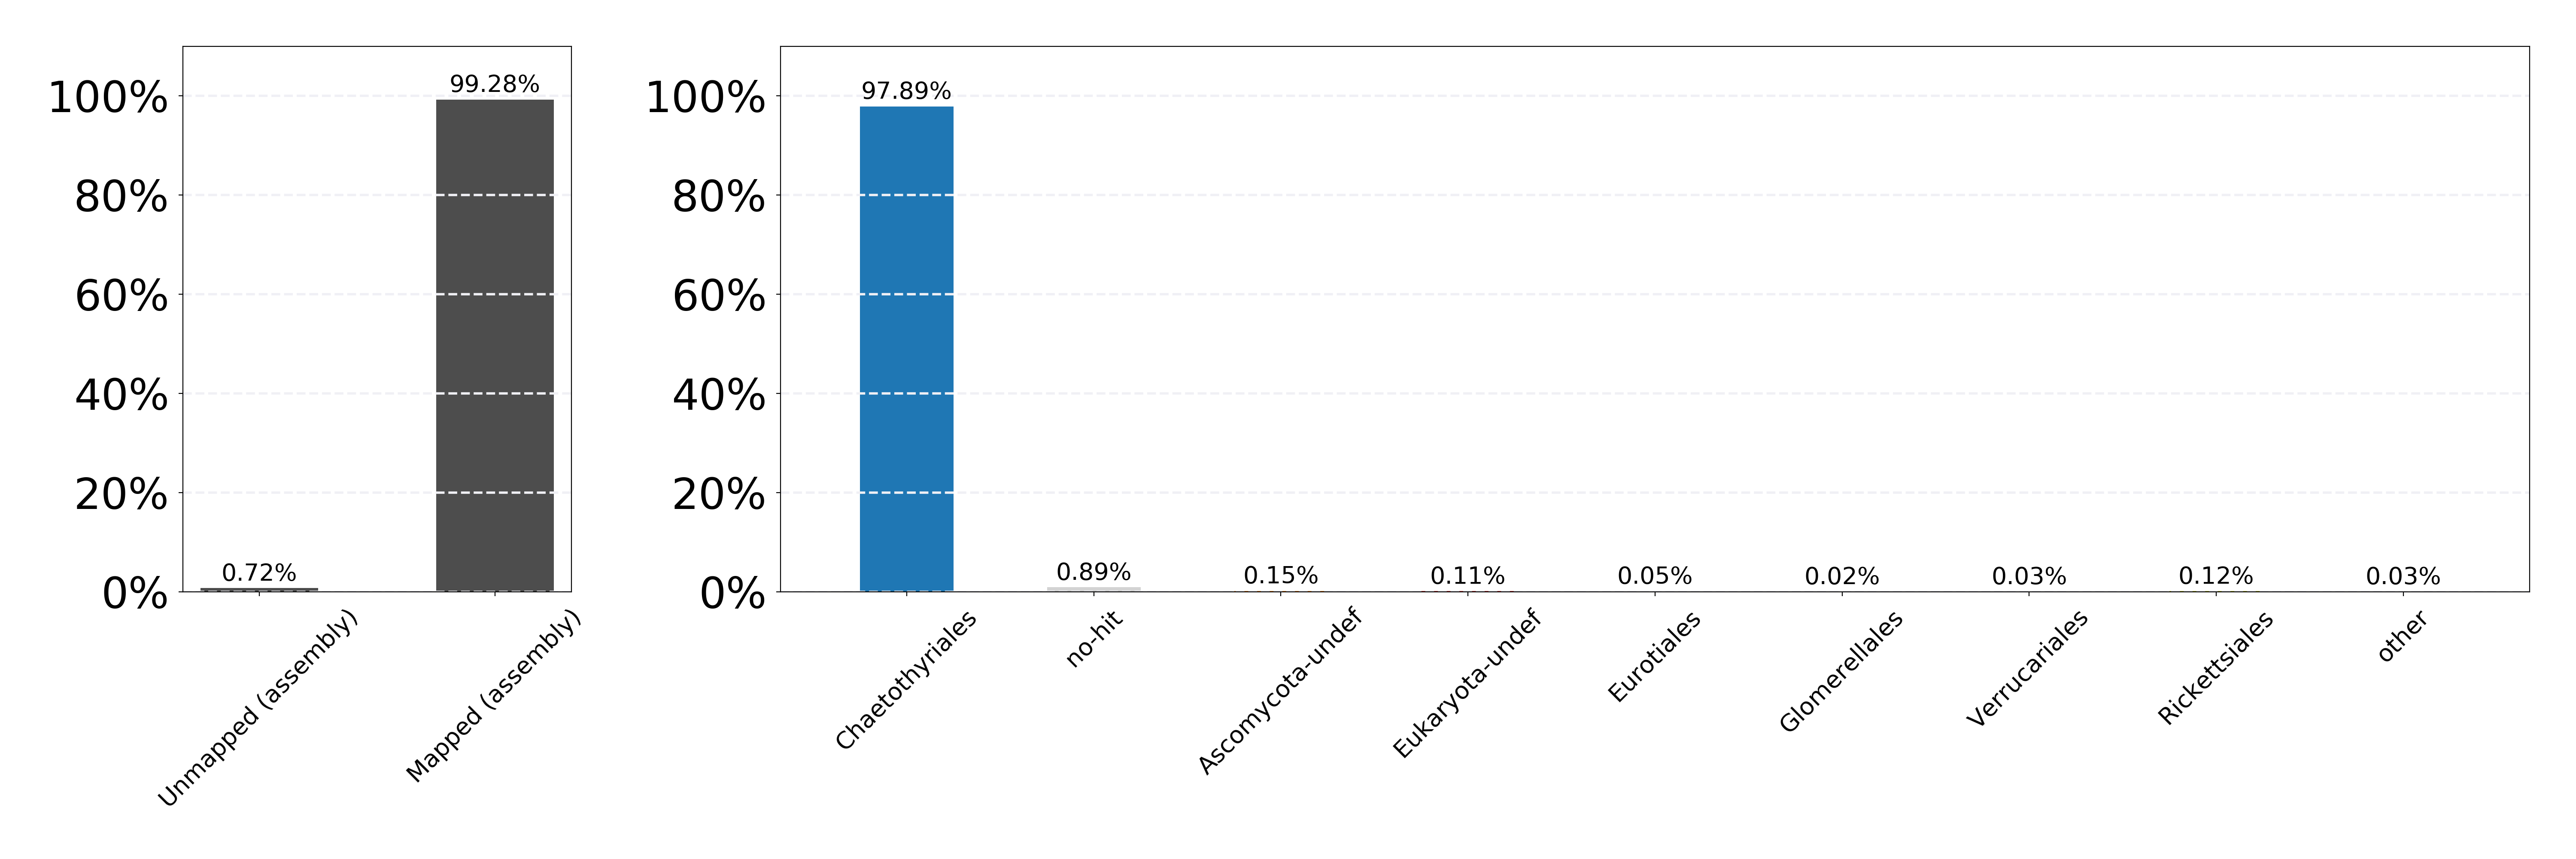 100%
80%
60%
40%
20%
0%
0.72%
99.28%
Unmapped (assembly)
Mapped (assembly)
100%
80%
60%
40%
20%
0%
97.89%
0.89%
0.15%
0.11%
0.05%
0.02%
0.03%
0.12%
0.03%
Chaetothyriales
no-hit
Ascomycota-undef
Eukaryota-undef
Eurotiales
Glomerellales
Verrucariales
Rickettsiales
other